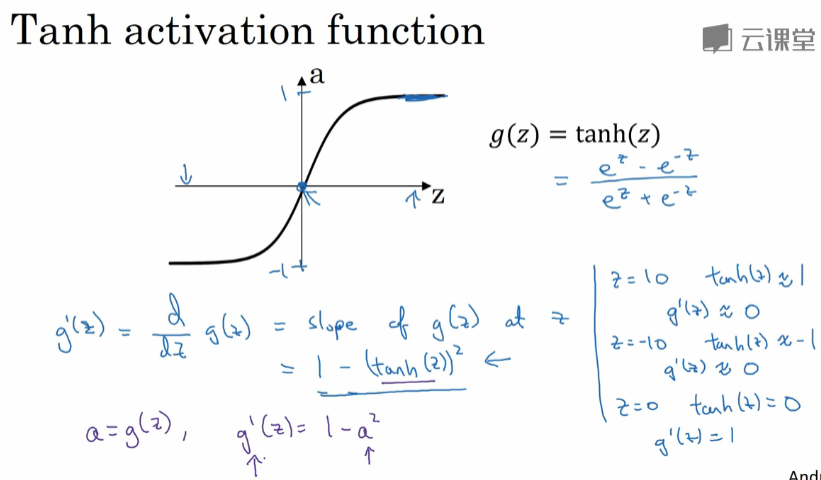 Tanh activation function
云课堂
a
1
z
-1
g(z) = tanh(z)
= (e^z - e^-z) / (e^z + e^-z)
g'(z) = d/dz g(z) = slope of g(z) at z
= 1 - (tanh(z))² ←
a = g(z), g'(z) = 1 - a²
z = 10 tanh(z) ≈ 1
g'(z) ≈ 0
z = -10 tanh(z) ≈ -1
g'(z) ≈ 0
z = 0 tanh(z) = 0
g'(z) = 1